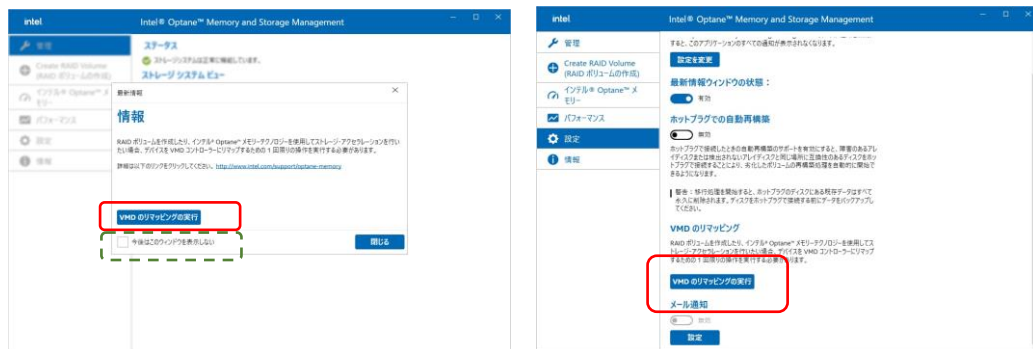 intel
Intel® Optane™ Memory and Storage Management
管理
Create RAID Volume
(RAID ボリュームの作成)
インテル® Optane™ メ
モリー
パフォーマンス
設定
情報
ステータス
ストレージシステムは正常に機能しています。
ストレージ システム ビュー
最新情報
情報
RAID ボリュームを作成したり、インテル® Optane™ メモリーテクノロジーを使用してストレージ・アクセラレーションを行い
たい場合、デバイスを VMD コントローラーにリマップするための 1 回限りの操作を実行する必要があります。
詳細は以下のリンクをクリックしてください。http://www.intel.com/support/optane-memory
VMD のリマッピングの実行
今後はこのウィンドウを表示しない
閉じる
intel
Intel® Optane™ Memory and Storage Management
管理
Create RAID Volume
(RAID ボリュームの作成)
インテル® Optane™ メ
モリー
パフォーマンス
設定
情報
すると、このアプリケーションのすべての通知が表示されなくなります。
設定を変更
最新情報ウィンドウの状態：
有効
ホットプラグでの自動再構築
無効
ホットプラグで接続したときの自動再構築のサポートを有効にすると、障害のあるアレ
イディスクまたは検出されないアレイディスクと同じ場所に互換性のあるディスクをホッ
トプラグで接続することにより、劣化したボリュームの再構築処理を自動的に開始で
きるようになります。
警告：移行処理を開始すると、ホットプラグのディスクにある既存データはすべて
永久に削除されます。ディスクをホットプラグで接続する前にデータをバックアップし
てください。
VMD のリマッピング
RAID ボリュームを作成したり、インテル® Optane™ メモリーテクノロジーを使用してス
トレージ・アクセラレーションを行いたい場合、デバイスを VMD コントローラーにリマップ
するための 1 回限りの操作を実行する必要があります。
VMD のリマッピングの実行
メール通知
無効
設定